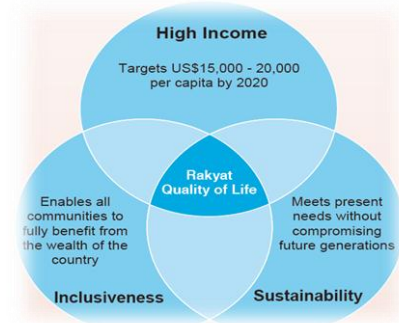 High Income
Targets US$15,000 - 20,000
per capita by 2020
Rakyat
Quality of Life
Enables all
communities to
fully benefit from
the wealth of the
country
Inclusiveness
Meets present
needs without
compromising
future generations
Sustainability